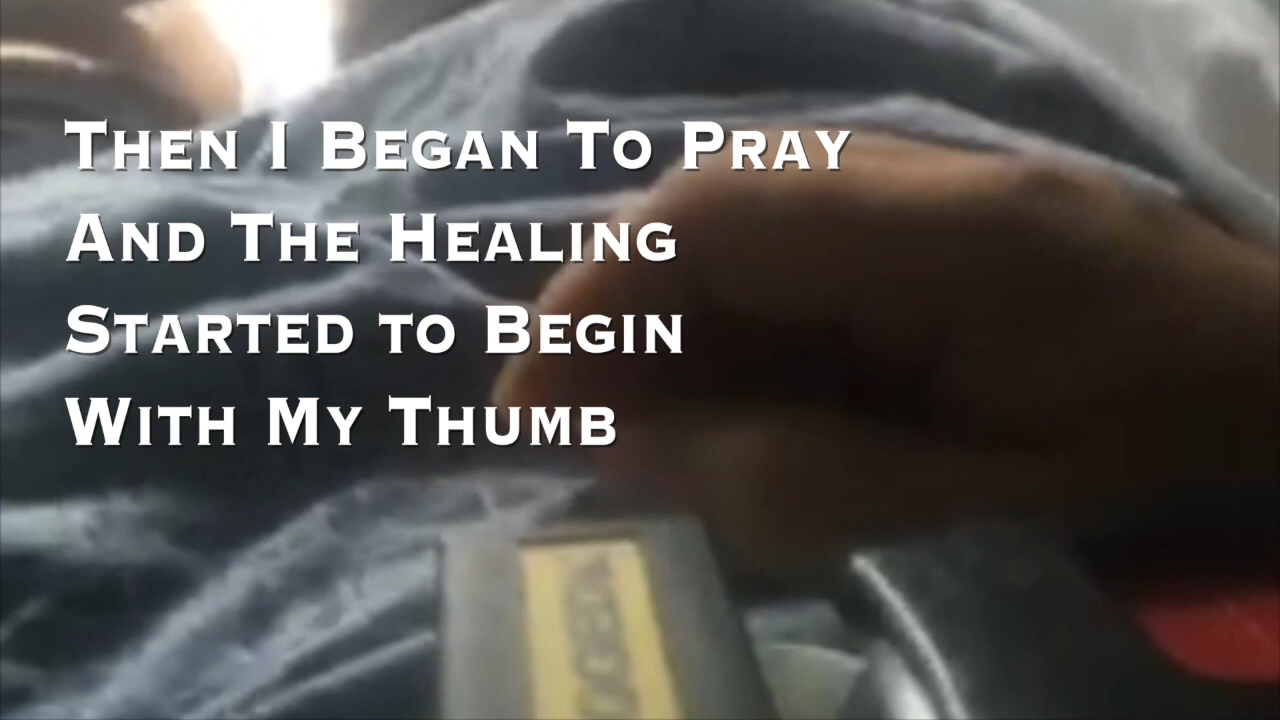 Then I Began To Pray
And The Healing
Started to Begin
With My Thumb